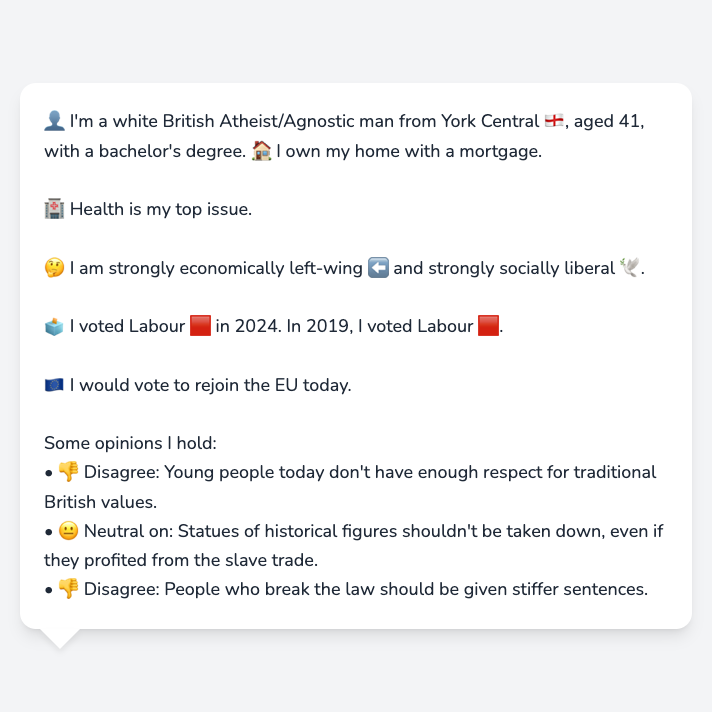 👤 I'm a white British Atheist/Agnostic man from York Central 🏴󠁧󠁢󠁥󠁮󠁧󠁿, aged 41,
with a bachelor's degree. 🏠 I own my home with a mortgage.
🏥 Health is my top issue.
🤔 I am strongly economically left-wing ⬅️ and strongly socially liberal 🕊️.
🗳️ I voted Labour 🟥 in 2024. In 2019, I voted Labour 🟥.
🇪🇺 I would vote to rejoin the EU today.
Some opinions I hold:
• 👎 Disagree: Young people today don't have enough respect for traditional
British values.
• 😐 Neutral on: Statues of historical figures shouldn't be taken down, even if
they profited from the slave trade.
• 👎 Disagree: People who break the law should be given stiffer sentences.